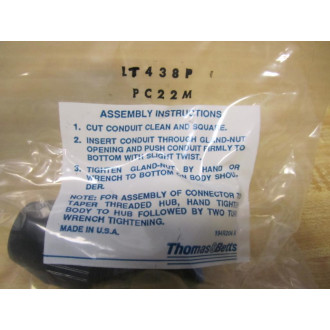 LT438P
PC22M
ASSEMBLY INSTRUCTIONS
1. CUT CONDUIT CLEAN AND SQUARE.
2. INSERT CONDUIT THROUGH GLAND-NUT
OPENING AND PUSH CONDUIT FIRMLY TO
BOTTOM WITH SLIGHT TWIST.
3. TIGHTEN GLAND-NUT BY HAND OR
WRENCH TO BOTTOM ON BODY SHOUL-
DER.
NOTE: FOR ASSEMBLY OF CONNECTOR TO
TAPER THREADED HUB, HAND TIGHTEN
BODY TO HUB FOLLOWED BY TWO TURNS
WRENCH TIGHTENING.
MADE IN U.S.A.
Thomas&Betts